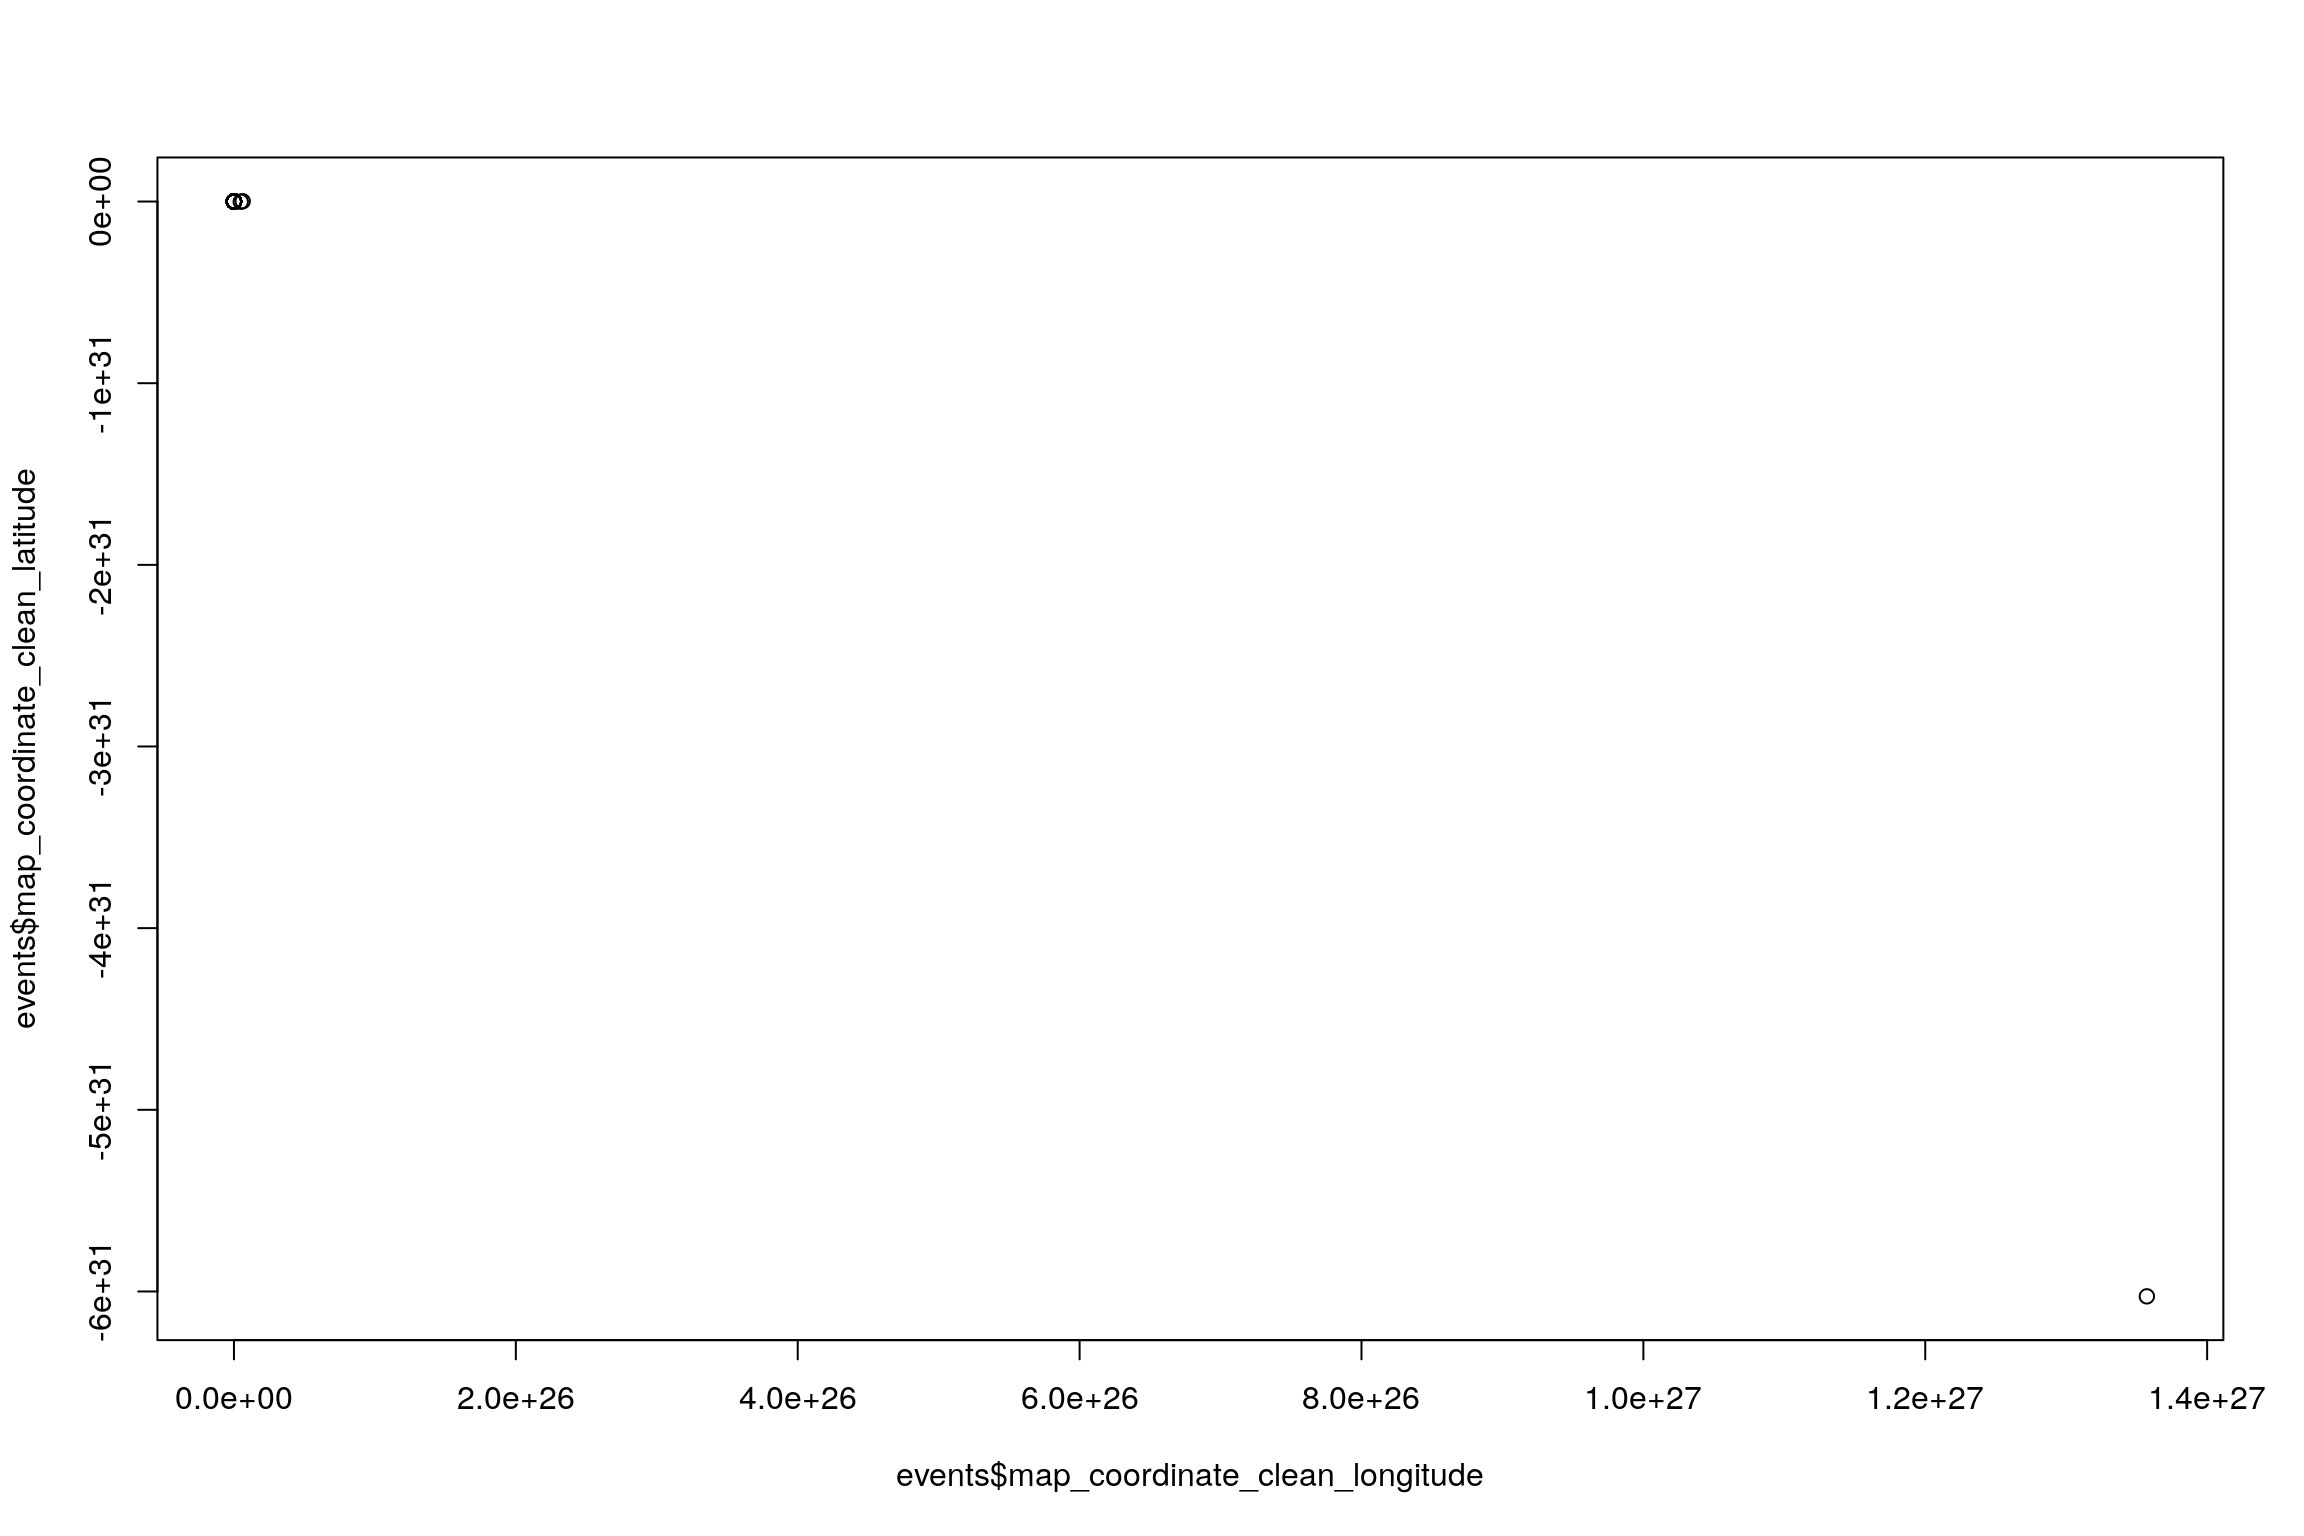 0e+00
-1e+31
-2e+31
-3e+31
-4e+31
-5e+31
-6e+31
events$map_coordinate_clean_latitude
0.0e+00 2.0e+26 4.0e+26 6.0e+26 8.0e+26 1.0e+27 1.2e+27 1.4e+27
events$map_coordinate_clean_longitude